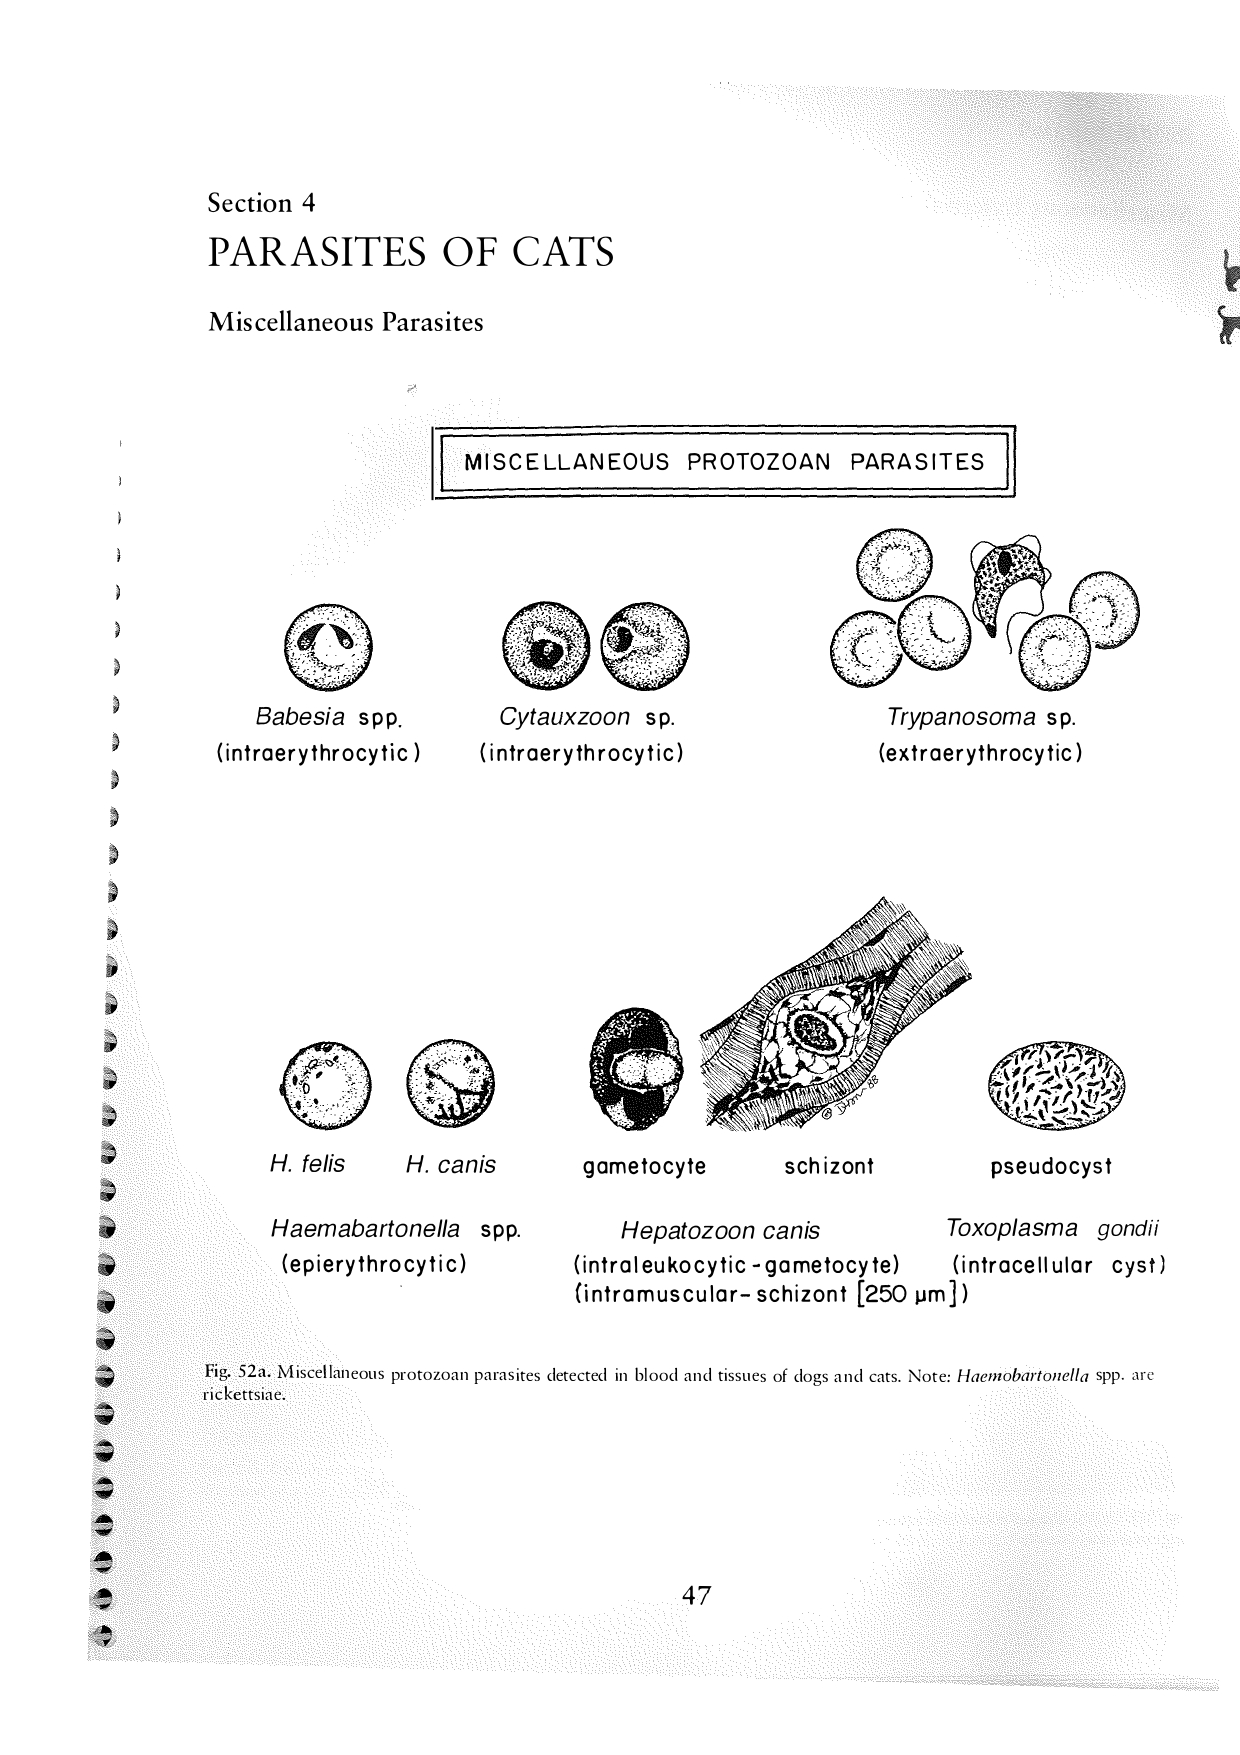 Section 4
PARASITES OF CATS
Miscellaneous Parasites
MISCELLANEOUS PROTOZOAN PARASITES
Babesia spp.
(intraerythrocytic)
Cytauxzoon sp.
(intraerythrocytic)
Trypanosoma sp.
(extraerythrocytic)
H. felis
H. canis
Haemabartonella spp.
(epierythrocytic)
gametocyte
schizont
Hepatozoon canis
(intraleukocytic-gametocyte)
(intramuscular-schizont [250 µm])
pseudocyst
Toxoplasma gondii
(intracellular cyst)
Fig. 52a. Miscellaneous protozoan parasites detected in blood and tissues of dogs and cats. Note: Haemobartonella spp. are
rickettsiae.
47